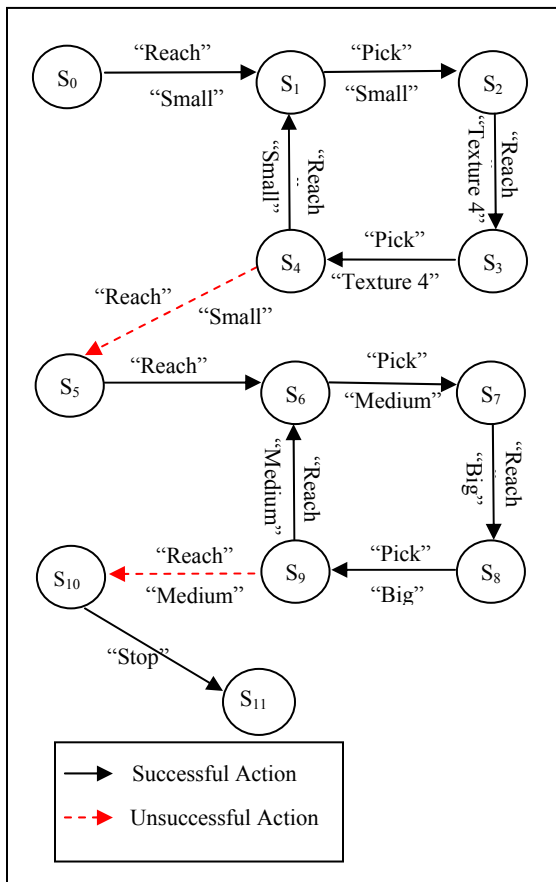 “Reach”
“Pick”
S0
S1
S2
“Small”
“Small”
“Reach
“Small”
“Reach
“Texture 4”
“Pick”
S4
S3
“Texture 4”
“Reach”
“Small”
“Reach”
“Pick”
S5
S6
S7
“Medium”
“Reach
“Medium”
“Reach
“Big”
“Reach”
“Pick”
S10
S9
S8
“Medium”
“Big”
“Stop”
S11
Successful Action
Unsuccessful Action